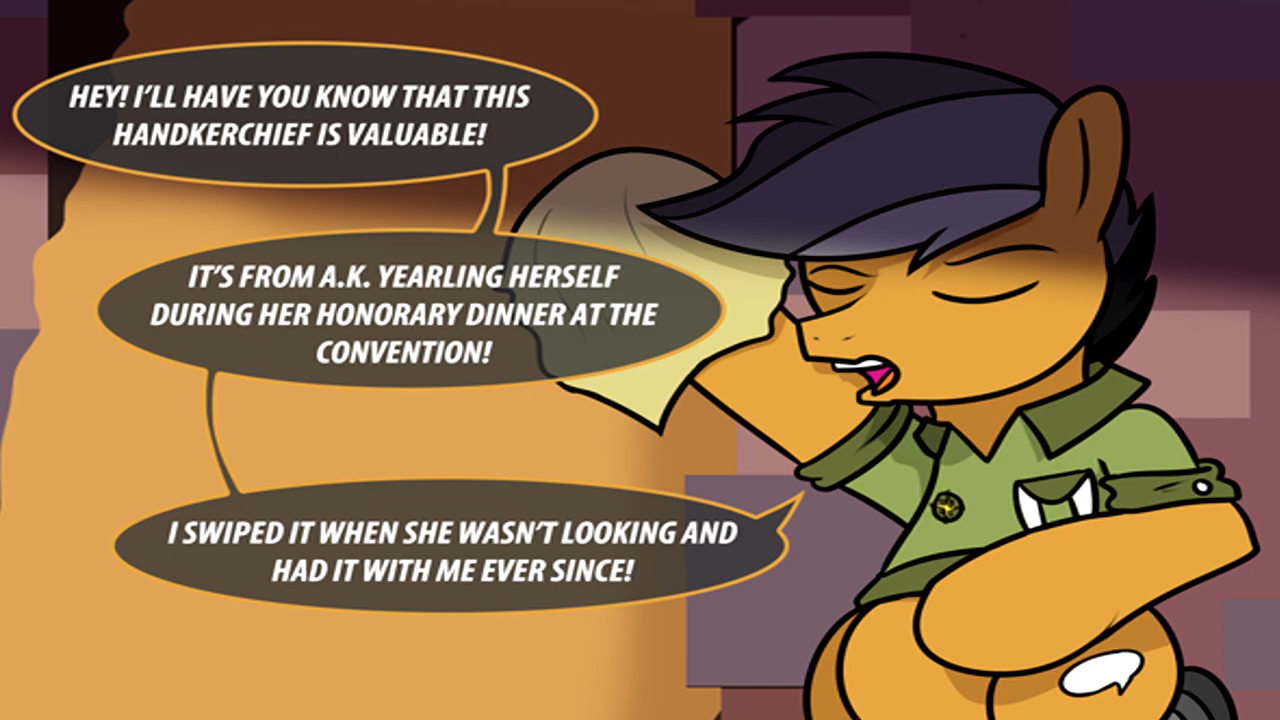 HEY! I'LL HAVE YOU KNOW THAT THIS
HANDKERCHIEF IS VALUABLE!
IT'S FROM A.K. YEARLING HERSELF
DURING HER HONORARY DINNER AT THE
CONVENTION!
I SWIPED IT WHEN SHE WASN'T LOOKING AND
HAD IT WITH ME EVER SINCE!